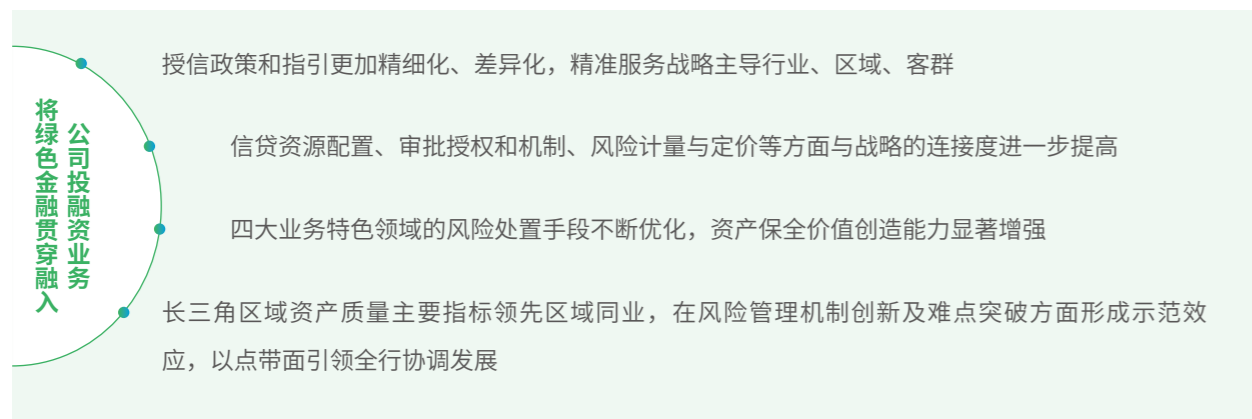 将绿色金融贯穿融入
公司投融资业务
授信政策和指引更加精细化、差异化，精准服务战略主导行业、区域、客群
信贷资源配置、审批授权和机制、风险计量与定价等方面与战略的连接度进一步提高
四大业务特色领域的风险处置手段不断优化，资产保全价值创造能力显著增强
长三角区域资产质量主要指标领先区域同业，在风险管理机制创新及难点突破方面形成示范效
应，以点带面引领全行协调发展